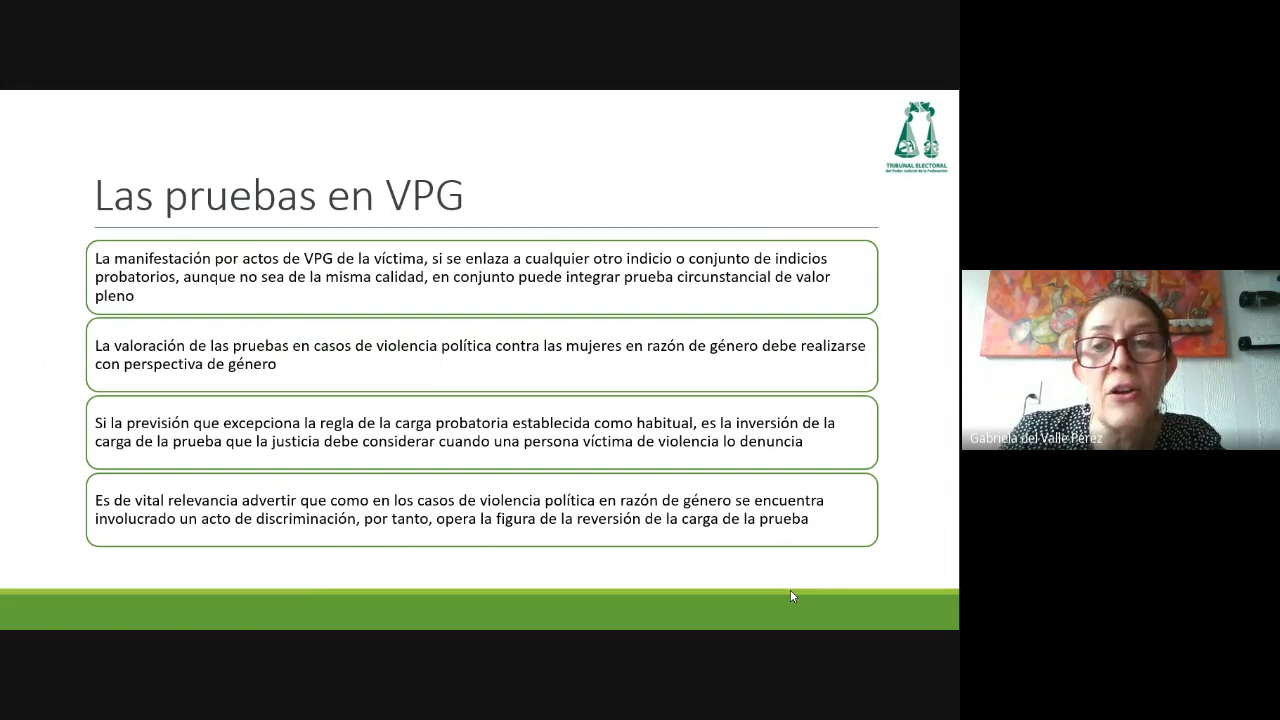 TRIBUNAL ELECTORAL
del Poder Judicial de la Federación
Las pruebas en VPG
La manifestación por actos de VPG de la víctima, si se enlaza a cualquier otro indicio o conjunto de indicios
probatorios, aunque no sea de la misma calidad, en conjunto puede integrar prueba circunstancial de valor
pleno
La valoración de las pruebas en casos de violencia política contra las mujeres en razón de género debe realizarse
con perspectiva de género
Si la previsión que excepciona la regla de la carga probatoria establecida como habitual, es la inversión de la
carga de la prueba que la justicia debe considerar cuando una persona víctima de violencia lo denuncia
Es de vital relevancia advertir que como en los casos de violencia política en razón de género se encuentra
involucrado un acto de discriminación, por tanto, opera la figura de la reversión de la carga de la prueba
Gabriela del Valle Pérez